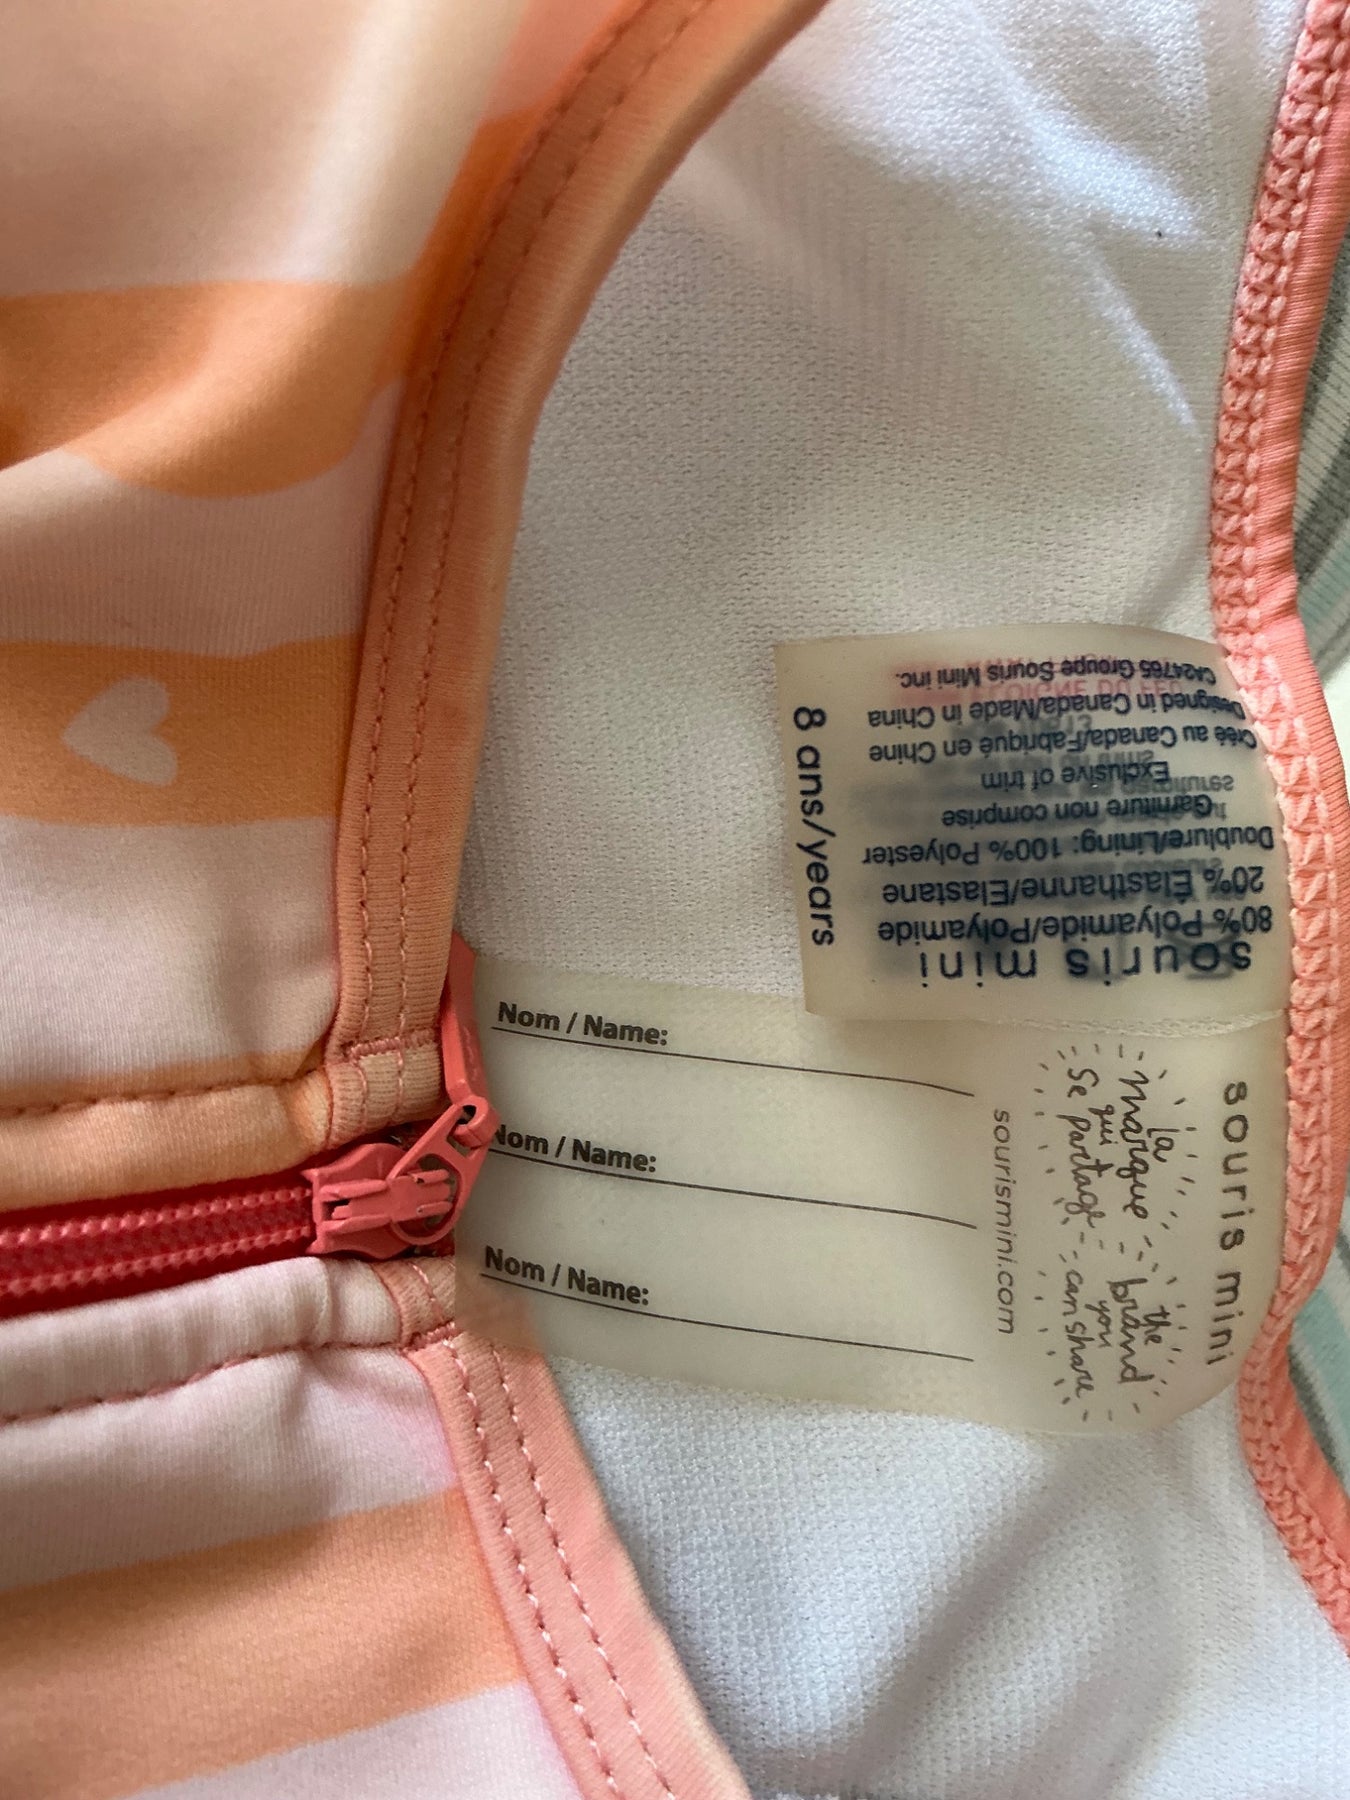 souris mini
80% Polyamide/Polyamide
20% Élasthanne/Elastane
Doublure/Lining: 100% Polyester
Garniture non comprise
Exclusive of trim
Créé au Canada/Fabriqué en Chine
Designed in Canada/Made in China
CA24765 Groupe Souris Mini inc.
8 ans/years
souris mini
la
marque
qui
se partage
the
brand
you
can share
sourismini.com
Nom / Name:
Nom / Name:
Nom / Name: